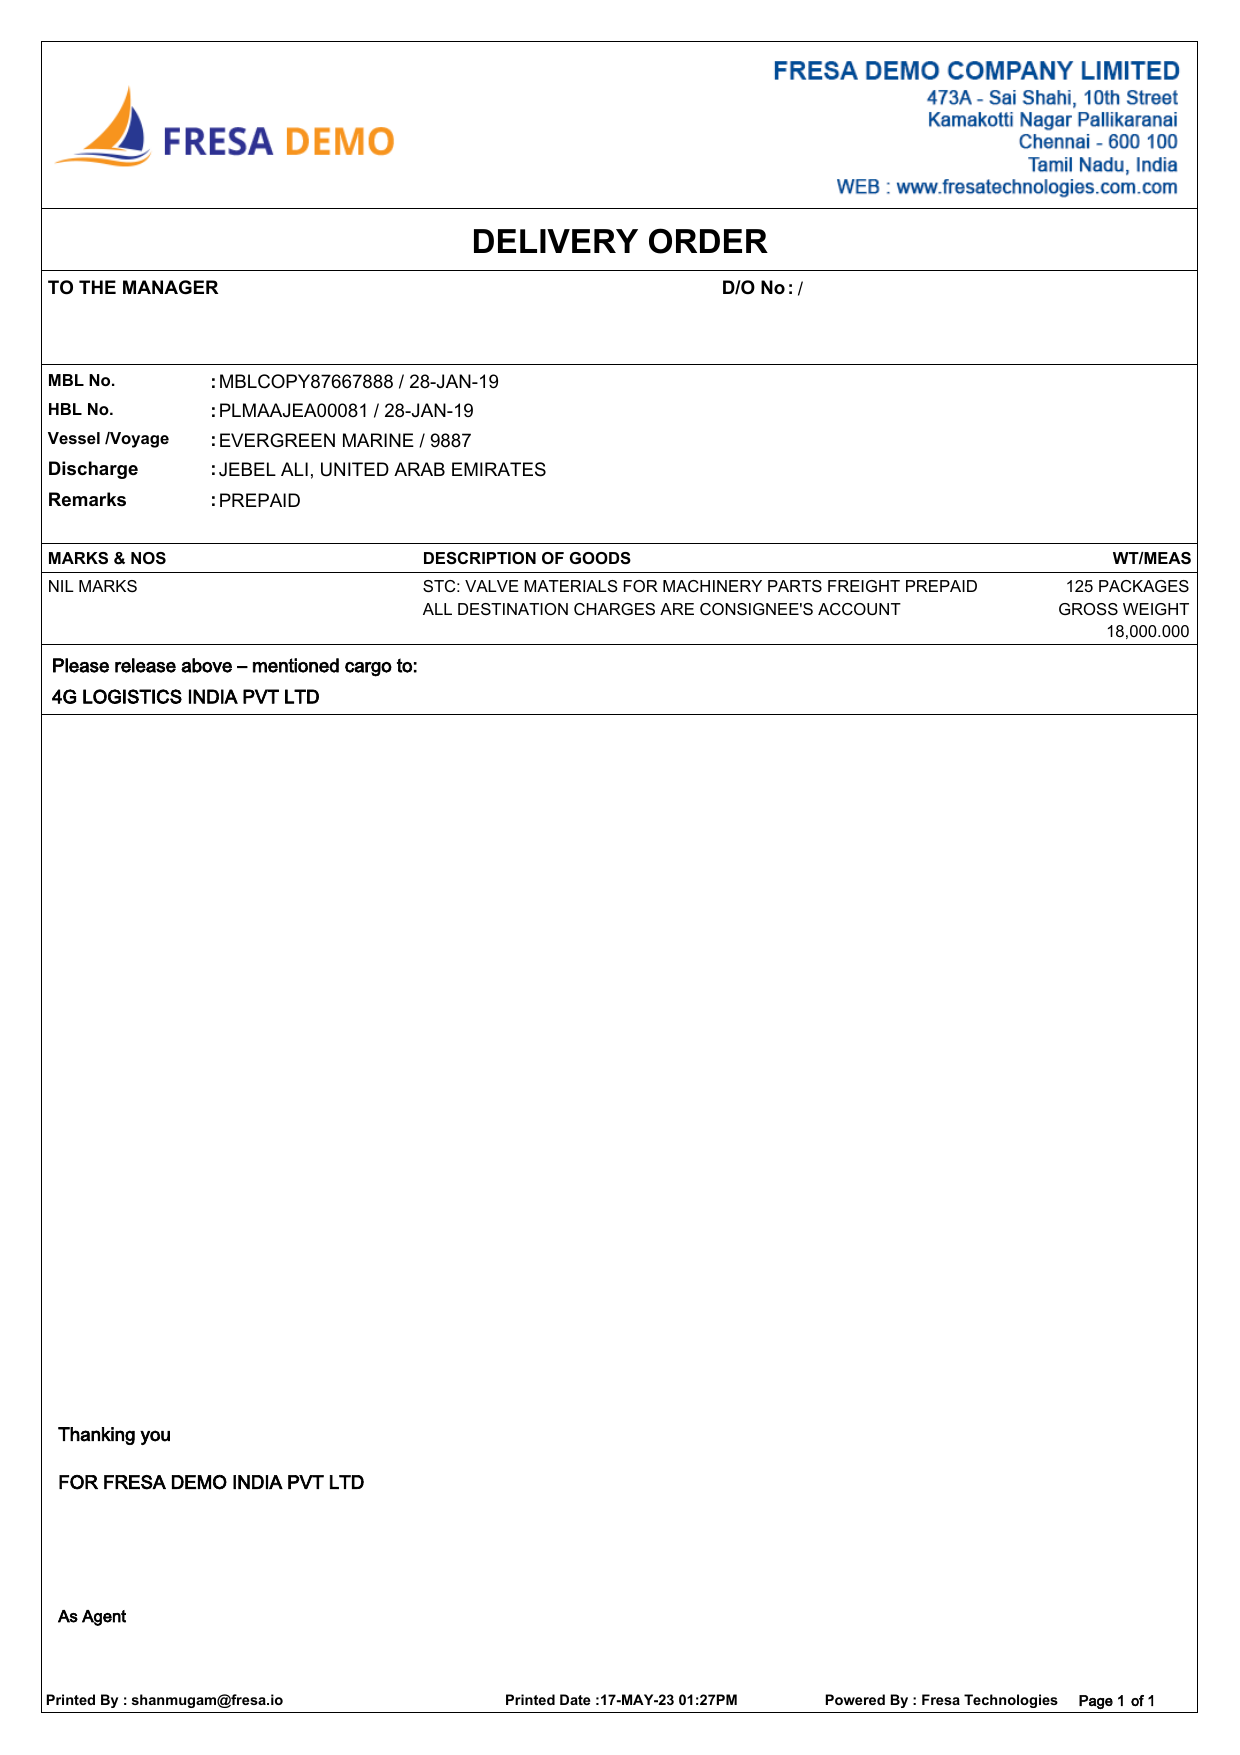 FRESA DEMO
FRESA DEMO COMPANY LIMITED
473A - Sai Shahi, 10th Street
Kamakotti Nagar Pallikaranai
Chennai - 600 100
Tamil Nadu, India
WEB : www.fresatechnologies.com.com
DELIVERY ORDER
TO THE MANAGER D/O No : /
MBL No. : MBLCOPY87667888 / 28-JAN-19
HBL No. : PLMAAJEA00081 / 28-JAN-19
Vessel /Voyage : EVERGREEN MARINE / 9887
Discharge : JEBEL ALI, UNITED ARAB EMIRATES
Remarks : PREPAID
MARKS & NOS DESCRIPTION OF GOODS WT/MEAS
NIL MARKS STC: VALVE MATERIALS FOR MACHINERY PARTS FREIGHT PREPAID 125 PACKAGES
ALL DESTINATION CHARGES ARE CONSIGNEE'S ACCOUNT GROSS WEIGHT
18,000.000
Please release above – mentioned cargo to:
4G LOGISTICS INDIA PVT LTD
Thanking you
FOR FRESA DEMO INDIA PVT LTD
As Agent
Printed By : shanmugam@fresa.io Printed Date :17-MAY-23 01:27PM Powered By : Fresa Technologies Page 1 of 1